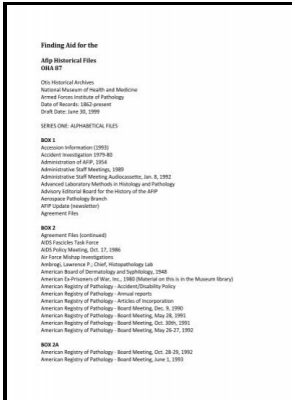 Finding Aid for the
Afip Historical Files
OHA 87
Otis Historical Archives
National Museum of Health and Medicine
Armed Forces Institute of Pathology
Date of Records: 1862-present
Draft Date: June 30, 1999
SERIES ONE: ALPHABETICAL FILES
BOX 1
Accession Information (1993)
Accident Investigation 1979-80
Administration of AFIP, 1954
Administrative Staff Meetings, 1989
Administrative Staff Meeting Audiocassette, Jan. 8, 1992
Advanced Laboratory Methods in Histology and Pathology
Advisory Editorial Board for the History of the AFIP
Aerospace Pathology Branch
AFIP Update (newsletter)
Agreement Files
BOX 2
Agreement Files (continued)
AIDS Fascicles Task Force
AIDS Policy Meeting, Oct. 17, 1986
Air Force Mishap Investigations
Ambrogi, Lawrence P.; Chief, Histopathology Lab
American Board of Dermatology and Syphilology, 1948
American Ex-Prisoners of War, Inc., 1980 (Material on this is in the Museum library)
American Registry of Pathology - Accident/Disability Policy
American Registry of Pathology - Annual reports
American Registry of Pathology - Articles of Incorporation
American Registry of Pathology - Board Meeting, Dec. 9, 1990
American Registry of Pathology - Board Meeting, May 28, 1991
American Registry of Pathology - Board Meeting, Oct. 30th, 1991
American Registry of Pathology - Board Meeting, May 26-27, 1992
BOX 2A
American Registry of Pathology - Board Meeting, Oct. 28-29, 1992
American Registry of Pathology - Board Meeting, June 1, 1993